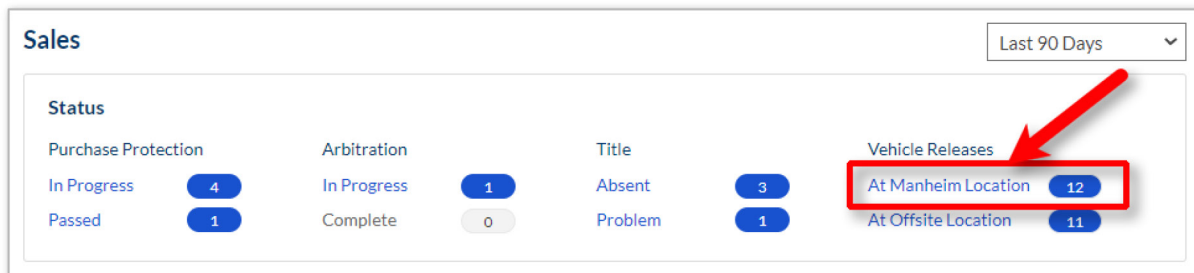 Sales
Last 90 Days
Status
Purchase Protection Arbitration Title Vehicle Releases
In Progress 4 In Progress 1 Absent 3 At Manheim Location 12
Passed 1 Complete 0 Problem 1 At Offsite Location 11